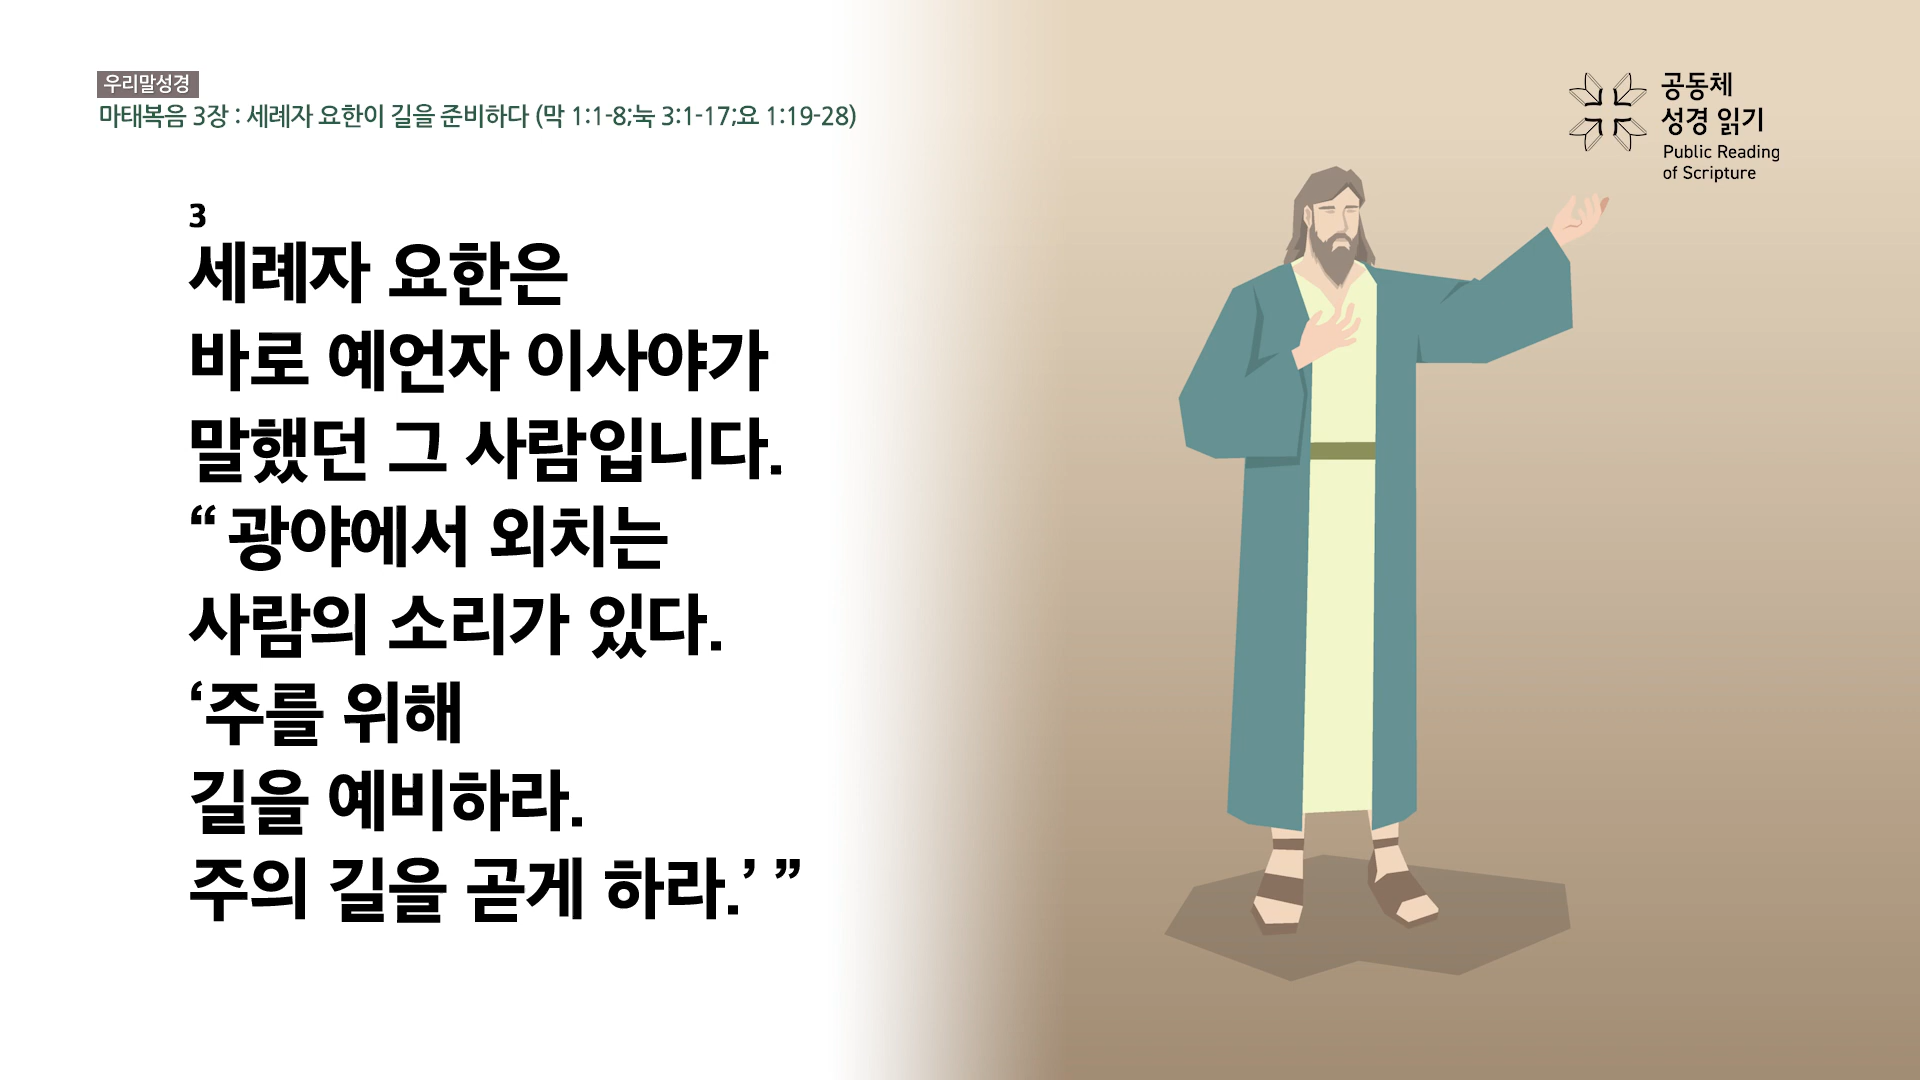 우리말성경
마태복음 3장 : 세례자 요한이 길을 준비하다 (막 1:1-8;눅 3:1-17;요 1:19-28)
공동체
성경 읽기
Public Reading
of Scripture
3
세례자 요한은
바로 예언자 이사야가
말했던 그 사람입니다.
“ 광야에서 외치는
사람의 소리가 있다.
‘주를 위해
길을 예비하라.
주의 길을 곧게 하라.’ ”